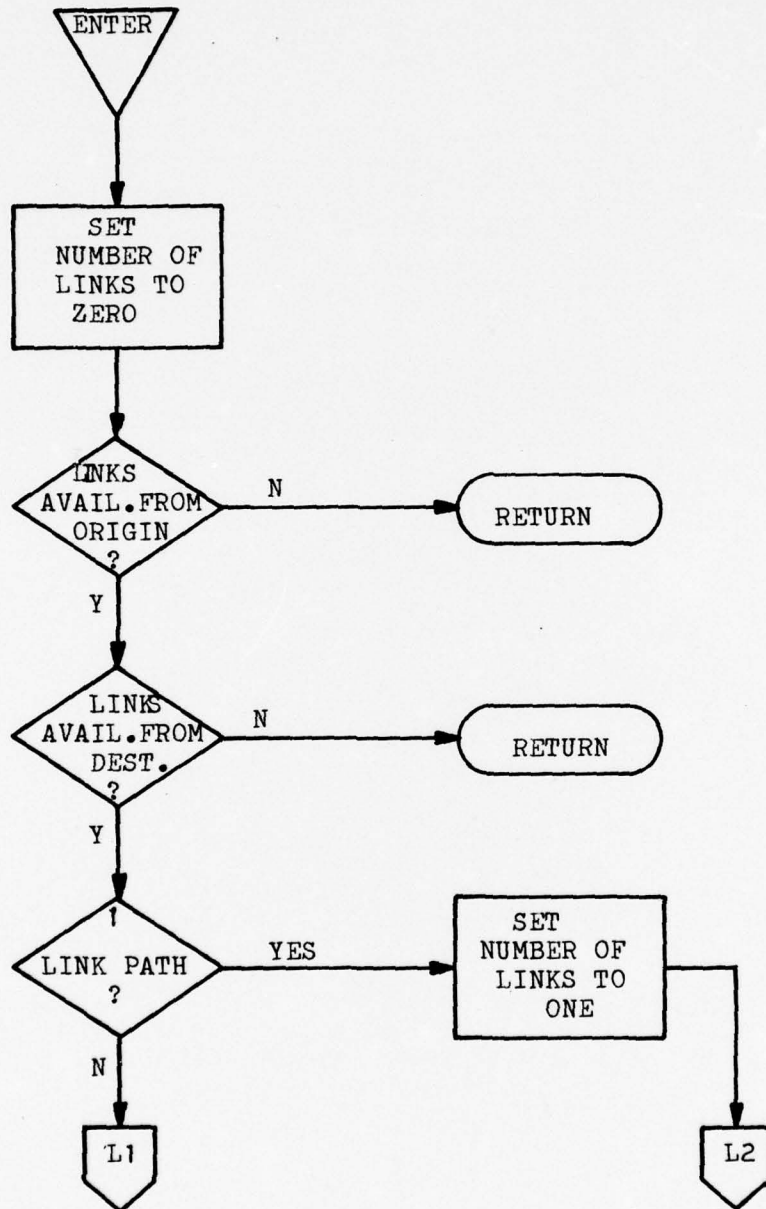 ENTER
SET
NUMBER OF
LINKS TO
ZERO
LINKS
AVAIL.FROM
ORIGIN
?
N
RETURN
Y
LINKS
AVAIL.FROM
DEST.
?
N
RETURN
Y
1
LINK PATH
?
YES
SET
NUMBER OF
LINKS TO
ONE
N
L1
L2